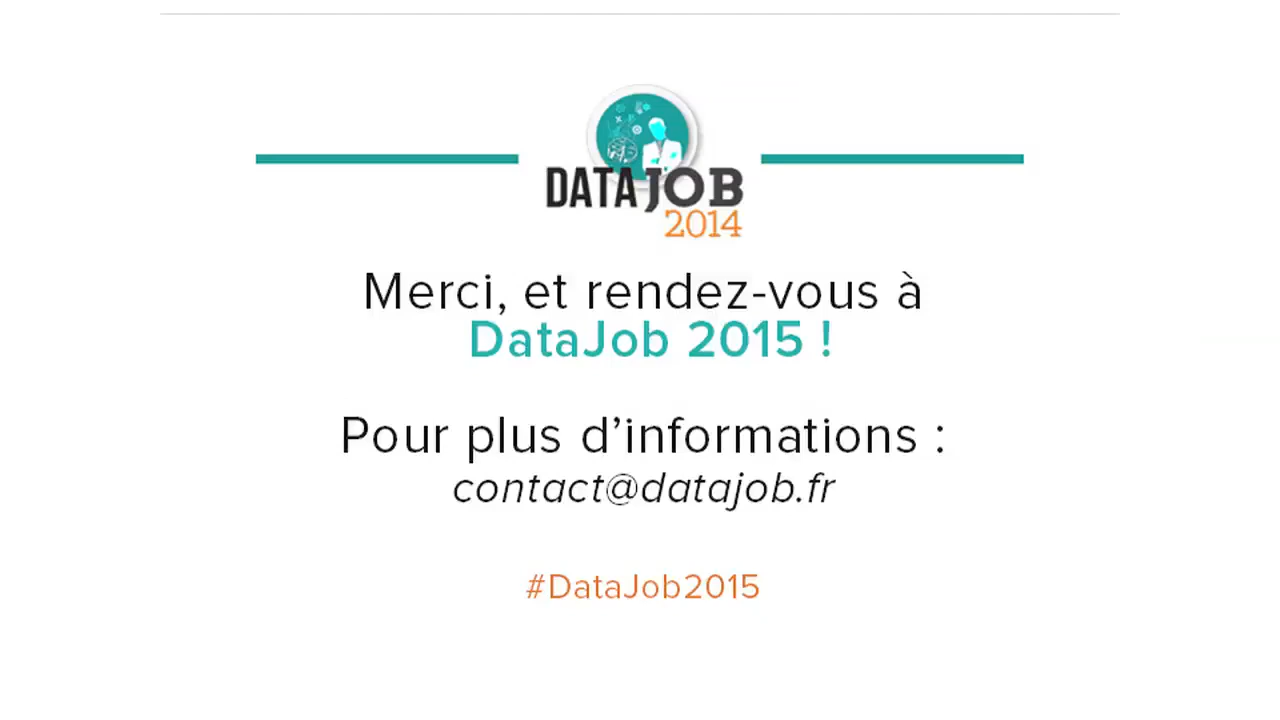 DATAJOB
2014
Merci, et rendez-vous à
DataJob 2015 !
Pour plus d’informations :
contact@datajob.fr
#DataJob2015